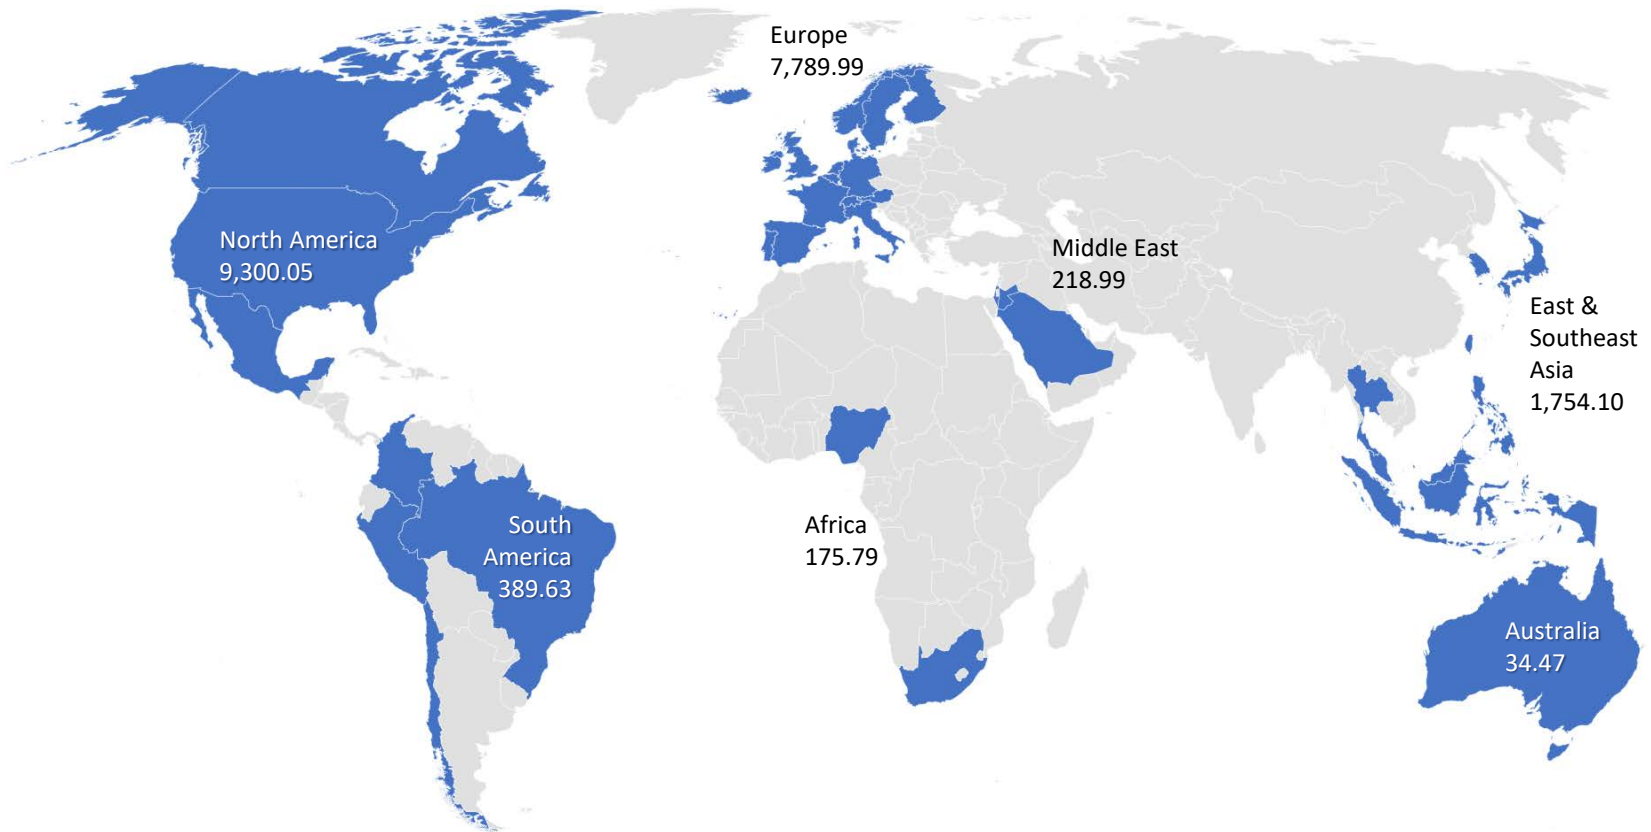 Europe
7,789.99
North America
9,300.05
Middle East
218.99
East &
Southeast
Asia
1,754.10
South
America
389.63
Africa
175.79
Australia
34.47